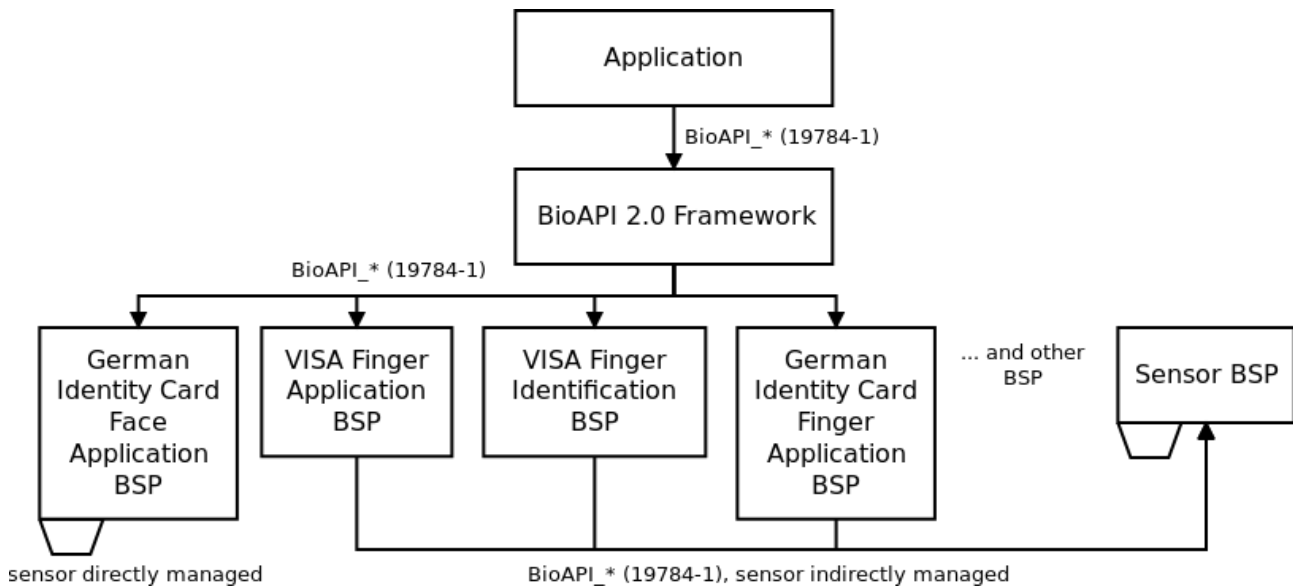 Application
BioAPI_* (19784-1)
BioAPI 2.0 Framework
BioAPI_* (19784-1)
German
Identity Card
Face
Application
BSP
VISA Finger
Application
BSP
VISA Finger
Identification
BSP
German
Identity Card
Finger
Application
BSP
... and other
BSP
Sensor BSP
sensor directly managed
BioAPI_* (19784-1), sensor indirectly managed